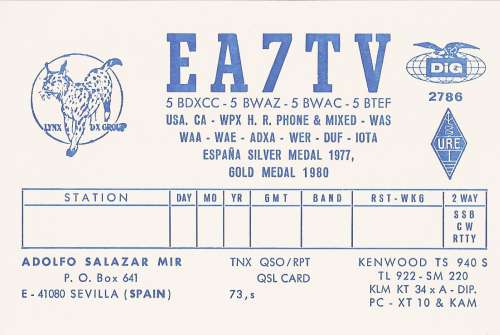 EA7TV
DIG
2786
LYNX DX GROUP
5 BDXCC - 5 BWAZ - 5 BWAC - 5 BTEF
USA. CA - WPX H. R. PHONE & MIXED - WAS
WAA - WAE - ADXA - WER - DUF - IOTA
ESPAÑA SILVER MEDAL 1977,
GOLD MEDAL 1980
URE
STATION DAY MO YR GMT BAND RST-WKG 2 WAY
SSB
CW
RTTY
ADOLFO SALAZAR MIR TNX QSO/RPT KENWOOD TS 940 S
P. O. Box 641 QSL CARD TL 922 - SM 220
E - 41080 SEVILLA (SPAIN) 73,s KLM KT 34 x A - DIP.
PC - XT 10 & KAM